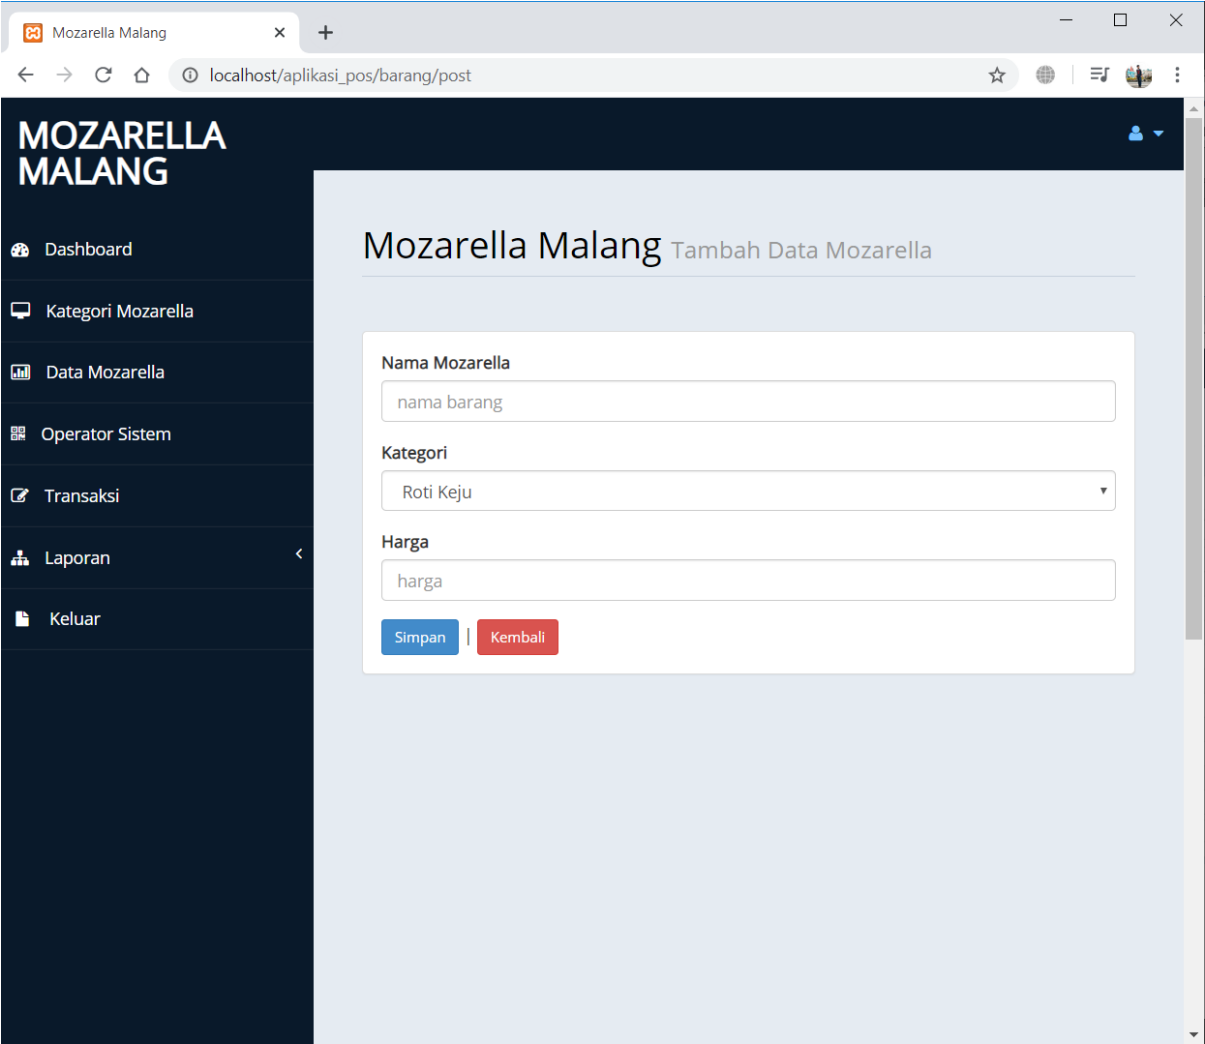 Mozarella Malang
localhost/aplikasi_pos/barang/post
MOZARELLA
MALANG
Dashboard
Kategori Mozarella
Data Mozarella
Operator Sistem
Transaksi
Laporan
Keluar
Mozarella Malang Tambah Data Mozarella
Nama Mozarella
nama barang
Kategori
Roti Keju
Harga
harga
Simpan | Kembali